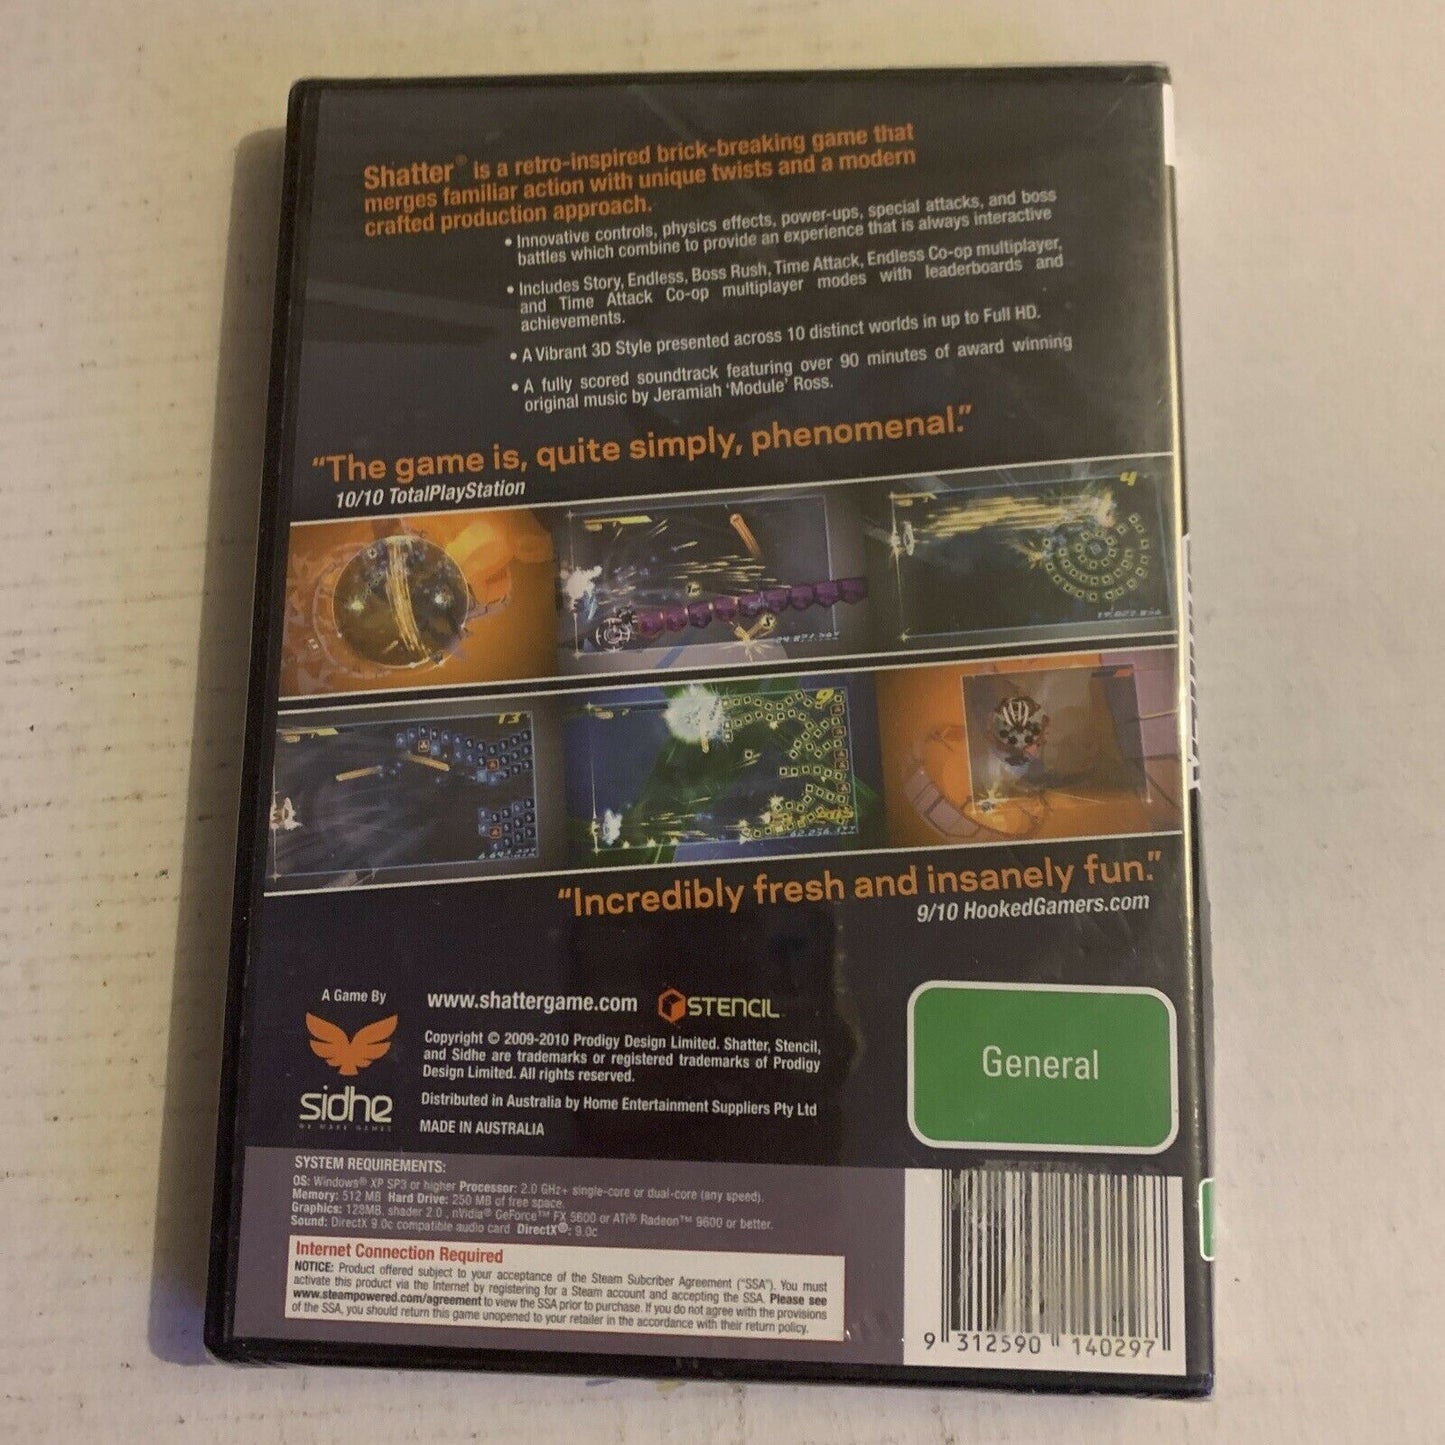 Shatter® is a retro-inspired brick-breaking game that
merges familiar action with unique twists and a modern
crafted production approach.
• Innovative controls, physics effects, power-ups, special attacks, and boss
battles which combine to provide an experience that is always interactive
• Includes Story, Endless, Boss Rush, Time Attack, Endless Co-op multiplayer,
and Time Attack Co-op multiplayer modes with leaderboards and
achievements.
• A Vibrant 3D Style presented across 10 distinct worlds in up to Full HD.
• A fully scored soundtrack featuring over 90 minutes of award winning
original music by Jeramiah 'Module' Ross.
“The game is, quite simply, phenomenal.”
10/10 TotalPlayStation
4
13
9
“Incredibly fresh and insanely fun.”
9/10 HookedGamers.com
A Game By
sidhe
WE MAKE GAMES
www.shattergame.com STENCIL
Copyright © 2009-2010 Prodigy Design Limited. Shatter, Stencil,
and Sidhe are trademarks or registered trademarks of Prodigy
Design Limited. All rights reserved.
Distributed in Australia by Home Entertainment Suppliers Pty Ltd
MADE IN AUSTRALIA
General
SYSTEM REQUIREMENTS:
OS: Windows® XP SP3 or higher Processor: 2.0 GHz+ single-core or dual-core (any speed).
Memory: 512 MB Hard Drive: 250 MB of free space.
Graphics: 128MB, shader 2.0 , nVidia® GeForce™ FX 5600 or ATi® Radeon™ 9600 or better.
Sound: DirectX 9.0c compatible audio card DirectX®: 9.0c
Internet Connection Required
NOTICE: Product offered subject to your acceptance of the Steam Subcriber Agreement ("SSA"). You must
activate this product via the Internet by registering for a Steam account and accepting the SSA. Please see
www.steampowered.com/agreement to view the SSA prior to purchase. If you do not agree with the provisions
of the SSA, you should return this game unopened to your retailer in the accordance with their return policy.
9 312590 140297